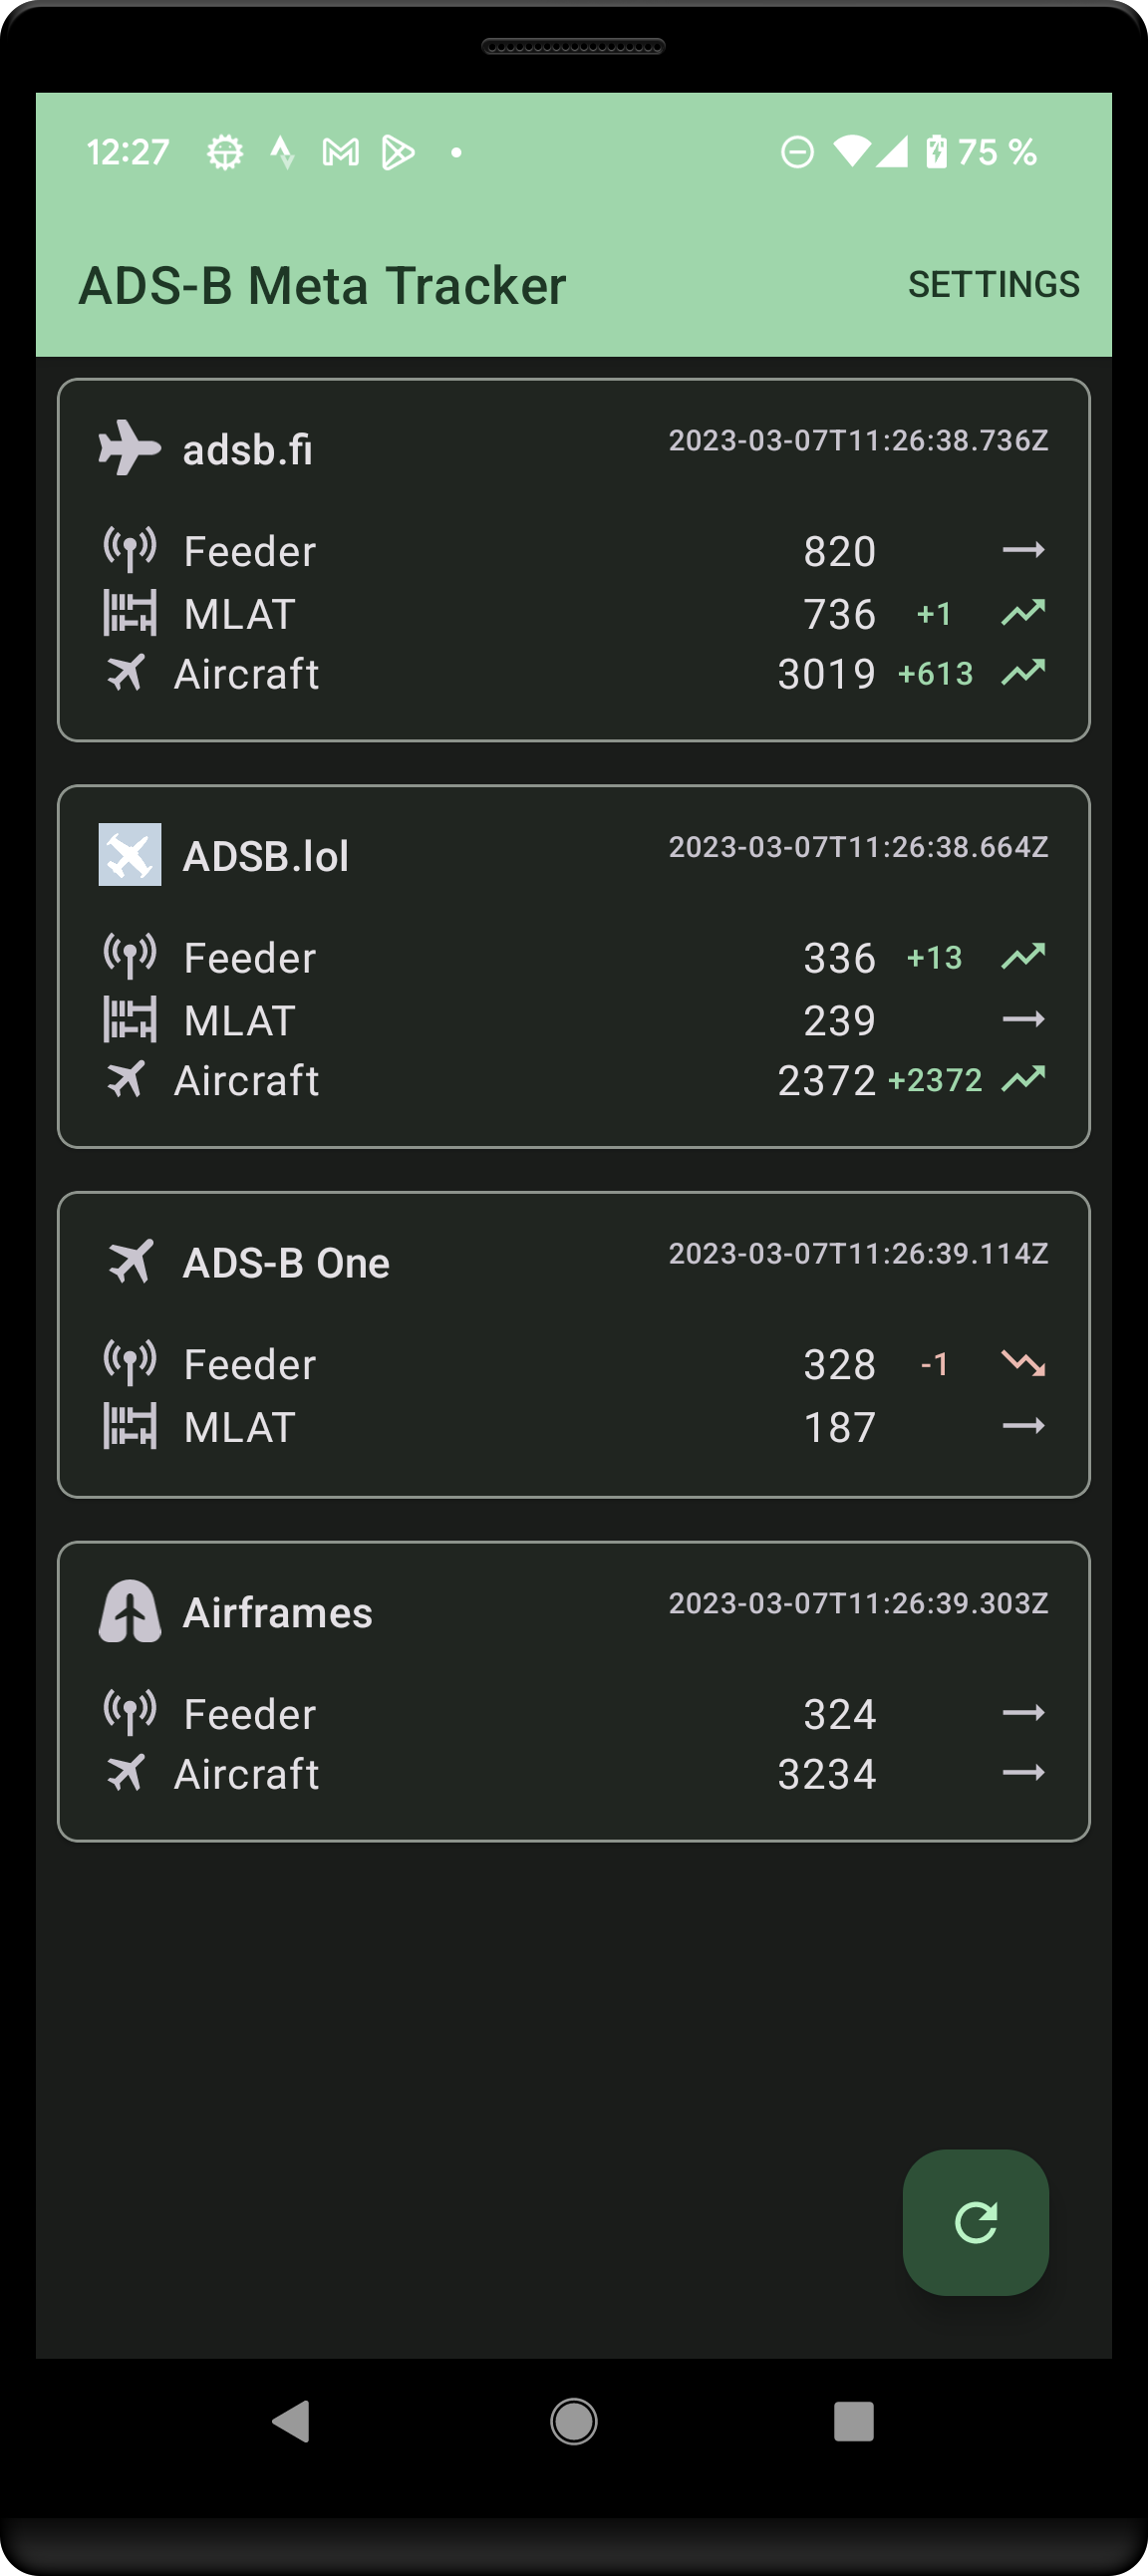 12:27 75 %
ADS-B Meta Tracker SETTINGS
adsb.fi 2023-03-07T11:26:38.736Z
Feeder 820
MLAT 736 +1
Aircraft 3019 +613
ADSB.lol 2023-03-07T11:26:38.664Z
Feeder 336 +13
MLAT 239
Aircraft 2372 +2372
ADS-B One 2023-03-07T11:26:39.114Z
Feeder 328 -1
MLAT 187
Airframes 2023-03-07T11:26:39.303Z
Feeder 324
Aircraft 3234